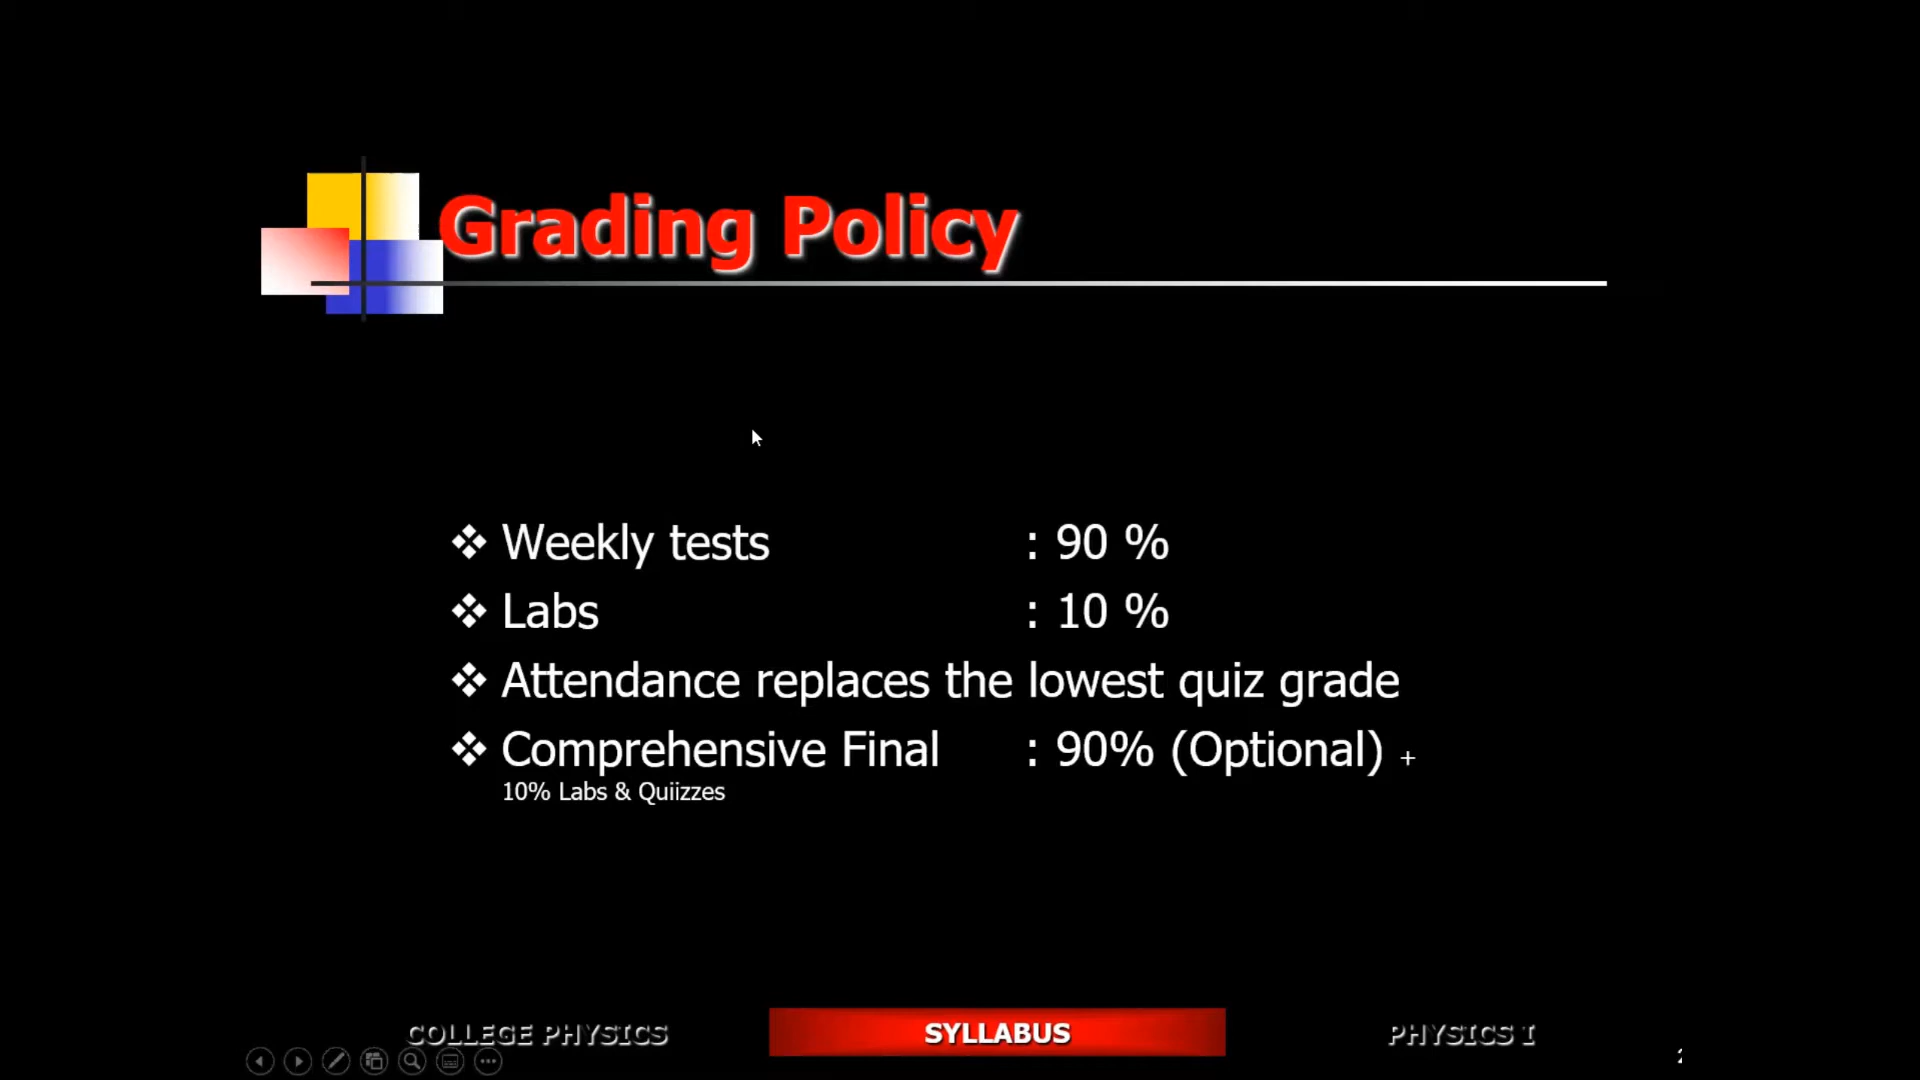 Grading Policy
❖ Weekly tests : 90 %
❖ Labs : 10 %
❖ Attendance replaces the lowest quiz grade
❖ Comprehensive Final : 90% (Optional) +
10% Labs & Quiizzes
COLLEGE PHYSICS SYLLABUS PHYSICS I